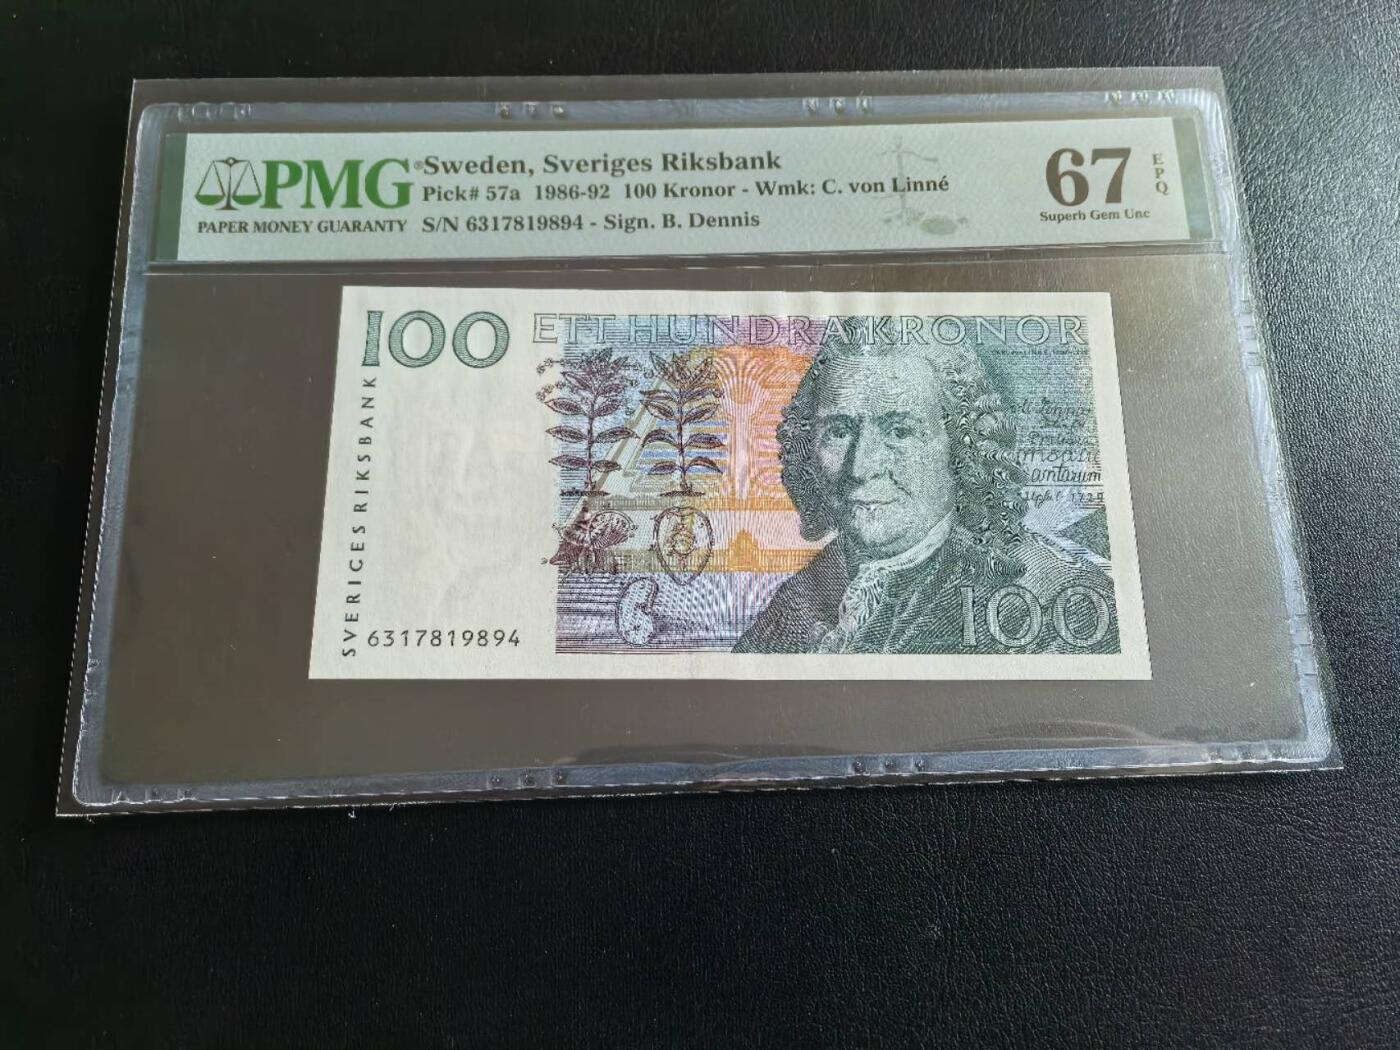 PMG® Sweden, Sveriges Riksbank
Pick# 57a 1986-92 100 Kronor - Wmk: C. von Linné
PAPER MONEY GUARANTY S/N 6317819894 - Sign. B. Dennis
67
Superb Gem Unc
EPQ
100 ETT HUNDRA KRONOR
SVERIGES RIKSBANK
1729
6317819894
100